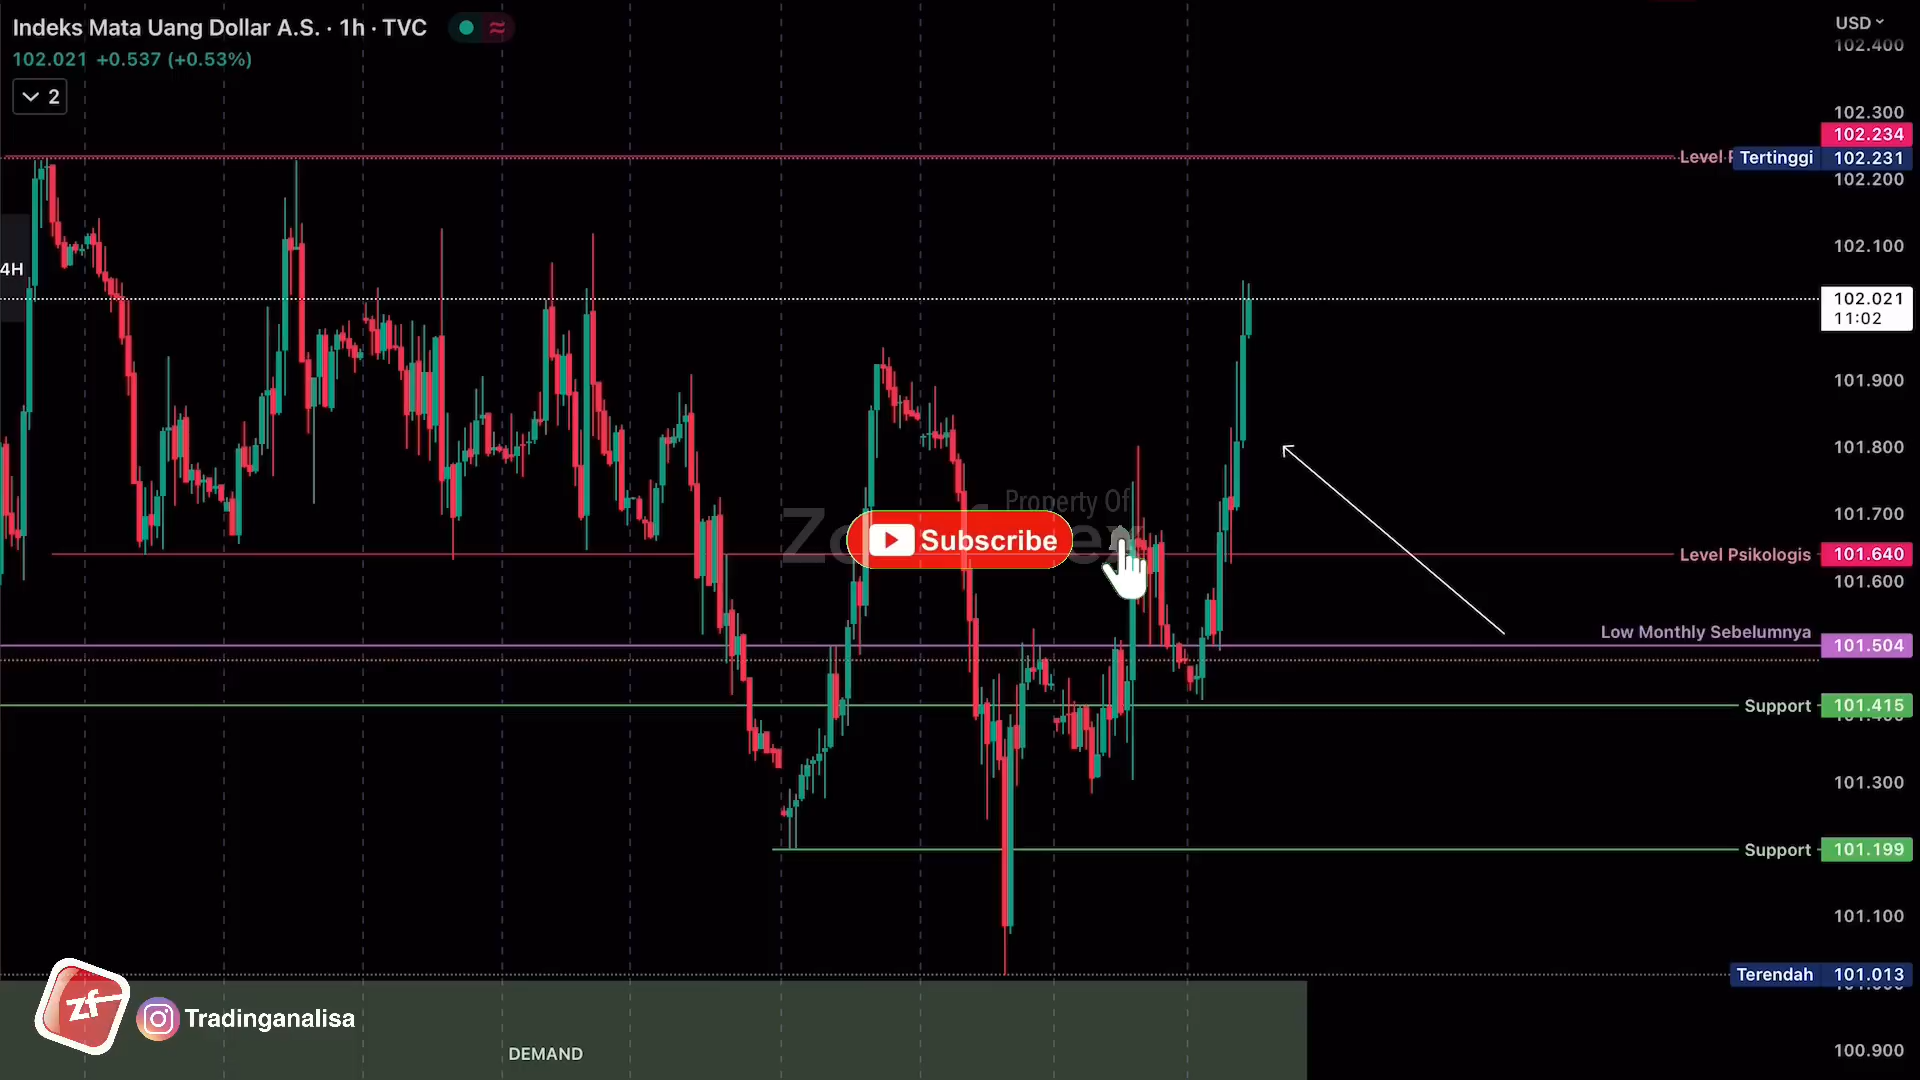 Indeks Mata Uang Dollar A.S. · 1h · TVC
102.021 +0.537 (+0.53%)
2
USD
102.400
102.300
102.234
Level
Tertinggi 102.231
102.200
102.100
4H
102.021
11:02
101.900
101.800
Property Of
101.700
Subscribe
Level Psikologis 101.640
101.600
Low Monthly Sebelumnya 101.504
Support 101.415
101.300
Support 101.199
101.100
Terendah 101.013
zf
Tradinganalisa
DEMAND
100.900